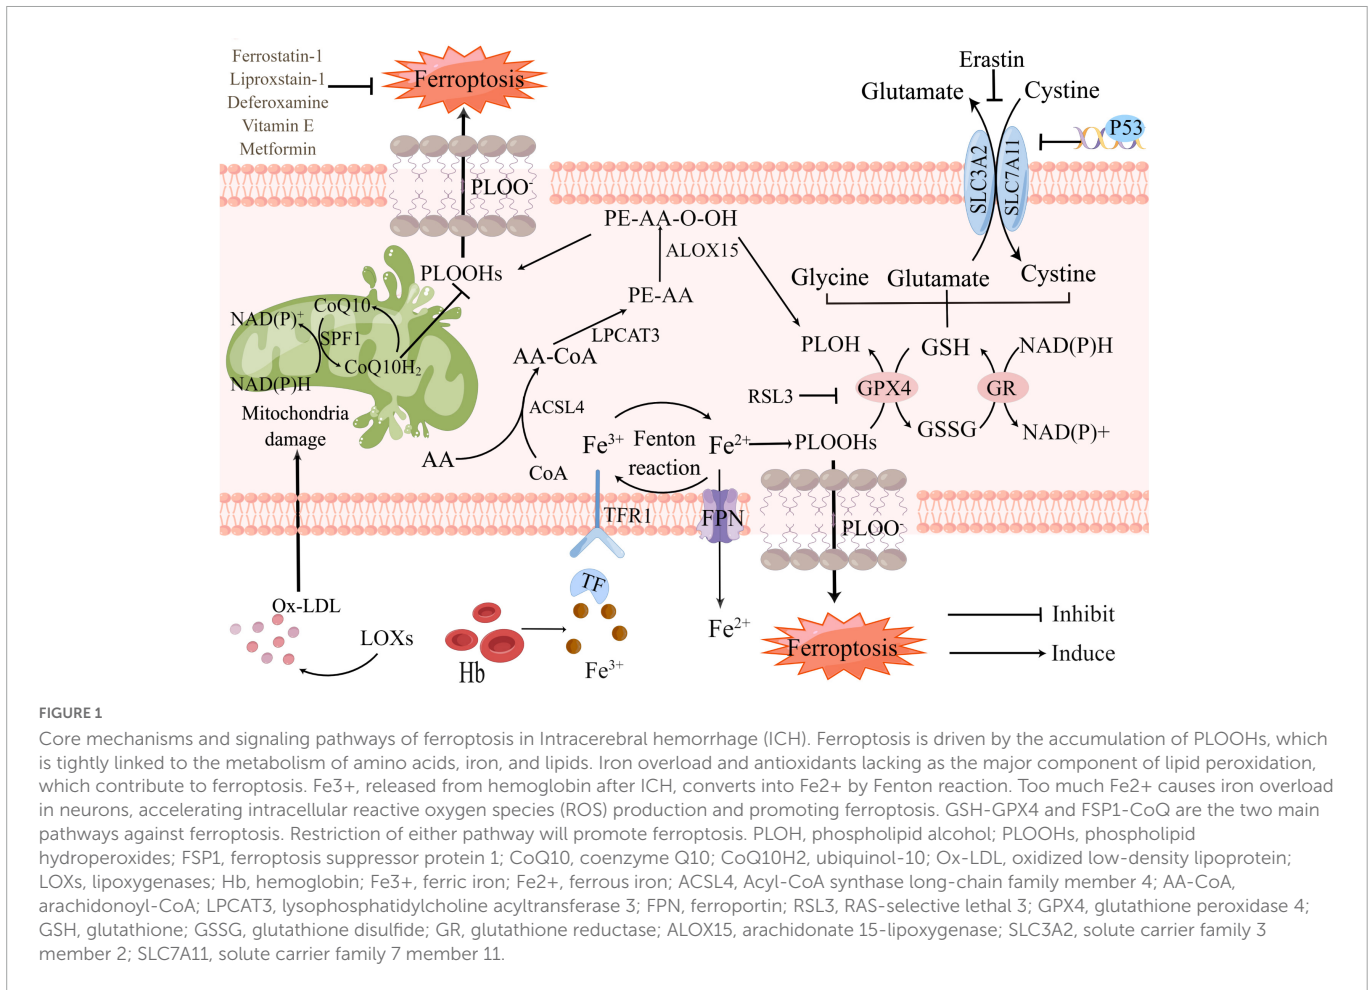 Ferrostatin-1
Liproxstain-1
Deferoxamine
Vitamin E
Metformin
Ferroptosis
PLOO⁻
PLOOHs
Erastin
Glutamate
Cystine
P53
SLC3A2
SLC7A11
PE-AA-O-OH
ALOX15
PE-AA
LPCAT3
AA-CoA
ACSL4
AA
CoA
Glycine
Glutamate
Cystine
NAD(P)⁺
CoQ10
SPF1
CoQ10H₂
NAD(P)H
Mitochondria
damage
PLOH
GSH
NAD(P)H
RSL3
GPX4
GR
GSSG
NAD(P)+
Fe³⁺
Fenton
reaction
Fe²⁺
PLOOHs
TFR1
FPN
PLOO⁻
TF
Ox-LDL
LOXs
Hb
Fe³⁺
Fe²⁺
Ferroptosis
Inhibit
Induce
FIGURE 1
Core mechanisms and signaling pathways of ferroptosis in Intracerebral hemorrhage (ICH). Ferroptosis is driven by the accumulation of PLOOHs, which
is tightly linked to the metabolism of amino acids, iron, and lipids. Iron overload and antioxidants lacking as the major component of lipid peroxidation,
which contribute to ferroptosis. Fe3+, released from hemoglobin after ICH, converts into Fe2+ by Fenton reaction. Too much Fe2+ causes iron overload
in neurons, accelerating intracellular reactive oxygen species (ROS) production and promoting ferroptosis. GSH-GPX4 and FSP1-CoQ are the two main
pathways against ferroptosis. Restriction of either pathway will promote ferroptosis. PLOH, phospholipid alcohol; PLOOHs, phospholipid
hydroperoxides; FSP1, ferroptosis suppressor protein 1; CoQ10, coenzyme Q10; CoQ10H2, ubiquinol-10; Ox-LDL, oxidized low-density lipoprotein;
LOXs, lipoxygenases; Hb, hemoglobin; Fe3+, ferric iron; Fe2+, ferrous iron; ACSL4, Acyl-CoA synthase long-chain family member 4; AA-CoA,
arachidonoyl-CoA; LPCAT3, lysophosphatidylcholine acyltransferase 3; FPN, ferroportin; RSL3, RAS-selective lethal 3; GPX4, glutathione peroxidase 4;
GSH, glutathione; GSSG, glutathione disulfide; GR, glutathione reductase; ALOX15, arachidonate 15-lipoxygenase; SLC3A2, solute carrier family 3
member 2; SLC7A11, solute carrier family 7 member 11.